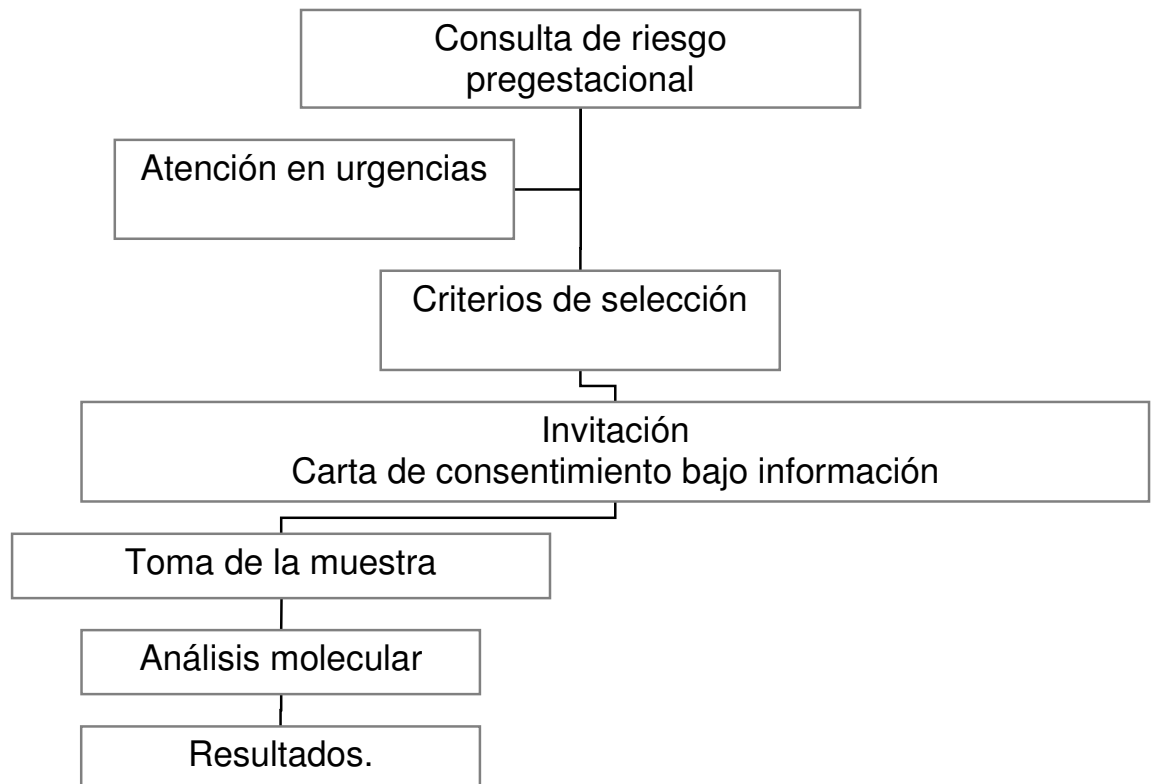 Consulta de riesgo
pregestacional
Atención en urgencias
Criterios de selección
Invitación
Carta de consentimiento bajo información
Toma de la muestra
Análisis molecular
Resultados.